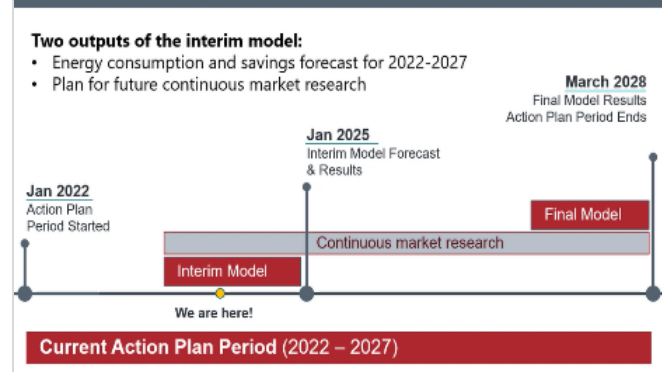 Two outputs of the interim model:
• Energy consumption and savings forecast for 2022-2027
• Plan for future continuous market research
March 2028
Final Model Results
Action Plan Period Ends
Jan 2025
Interim Model Forecast
& Results
Jan 2022
Action Plan
Period Started
Final Model
Continuous market research
Interim Model
We are here!
Current Action Plan Period (2022 – 2027)